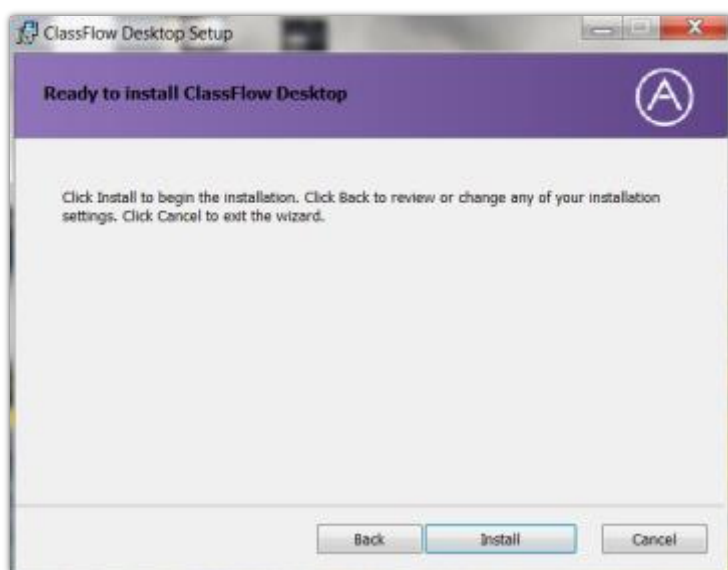 ClassFlow Desktop Setup
Ready to install ClassFlow Desktop
Click Install to begin the installation. Click Back to review or change any of your installation
settings. Click Cancel to exit the wizard.
Back Install Cancel